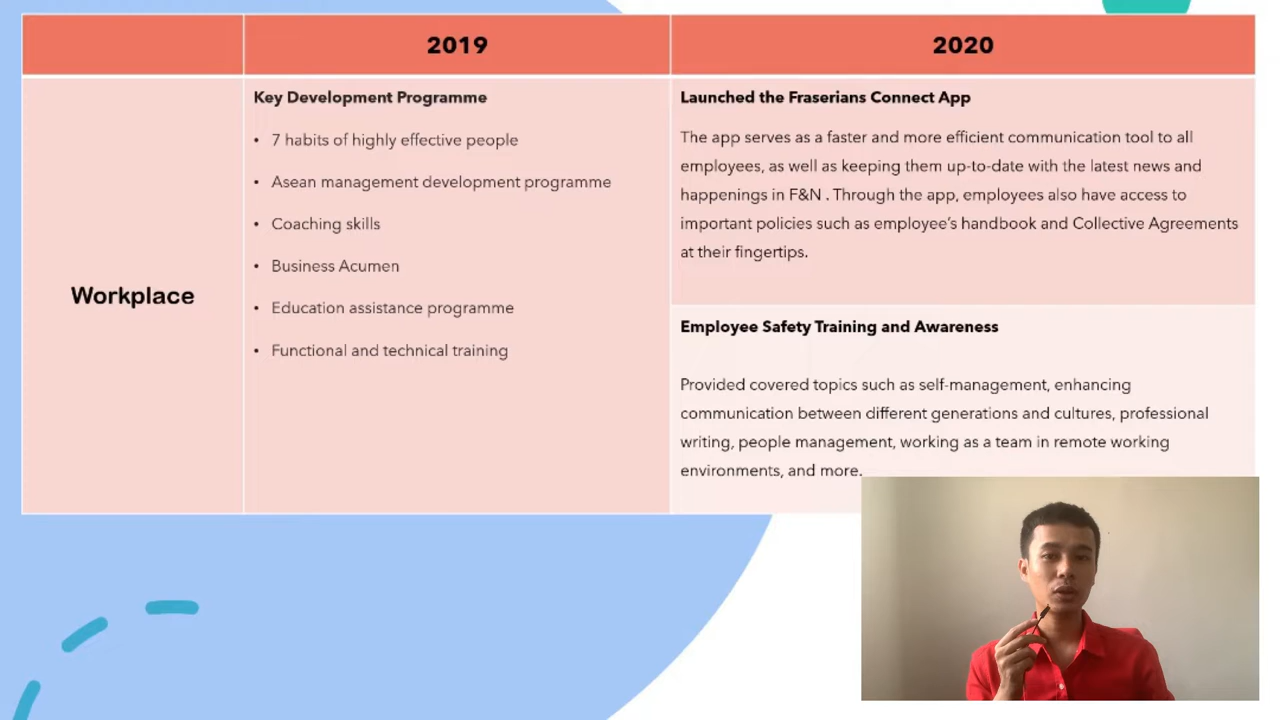 2019
2020
Workplace
Key Development Programme
• 7 habits of highly effective people
• Asean management development programme
• Coaching skills
• Business Acumen
• Education assistance programme
• Functional and technical training
Launched the Fraserians Connect App
The app serves as a faster and more efficient communication tool to all
employees, as well as keeping them up-to-date with the latest news and
happenings in F&N . Through the app, employees also have access to
important policies such as employee's handbook and Collective Agreements
at their fingertips.
Employee Safety Training and Awareness
Provided covered topics such as self-management, enhancing
communication between different generations and cultures, professional
writing, people management, working as a team in remote working
environments, and more.